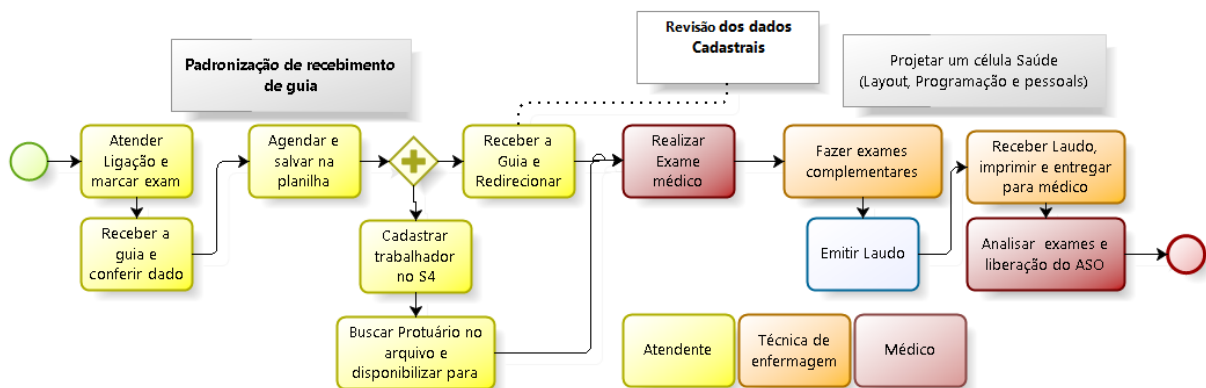 Padronização de recebimento
de guia
Revisão dos dados
Cadastrais
Projetar um célula Saúde
(Layout, Programação e pessoals)
Atender
Ligação e
marcar exam
Receber a
guia e
conferir dado
Agendar e
salvar na
planilha
Receber a
Guia e
Redirecionar
Cadastrar
trabalhador
no S4
Buscar Protuário no
arquivo e
disponibilizar para
Realizar
Exame
médico
Fazer exames
complementares
Emitir Laudo
Receber Laudo,
imprimir e entregar
para médico
Analisar exames e
liberação do ASO
Atendente
Técnica de
enfermagem
Médico